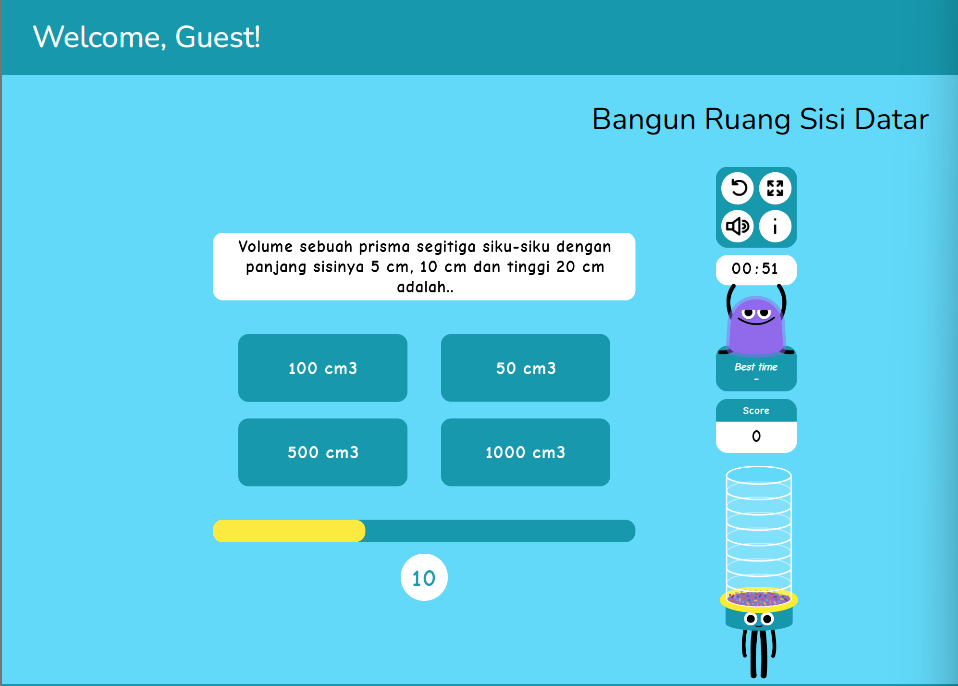 Welcome, Guest!
Bangun Ruang Sisi Datar
Volume sebuah prisma segitiga siku-siku dengan
panjang sisinya 5 cm, 10 cm dan tinggi 20 cm
adalah..
100 cm3
50 cm3
500 cm3
1000 cm3
10
i
00:51
Best time
-
Score
0